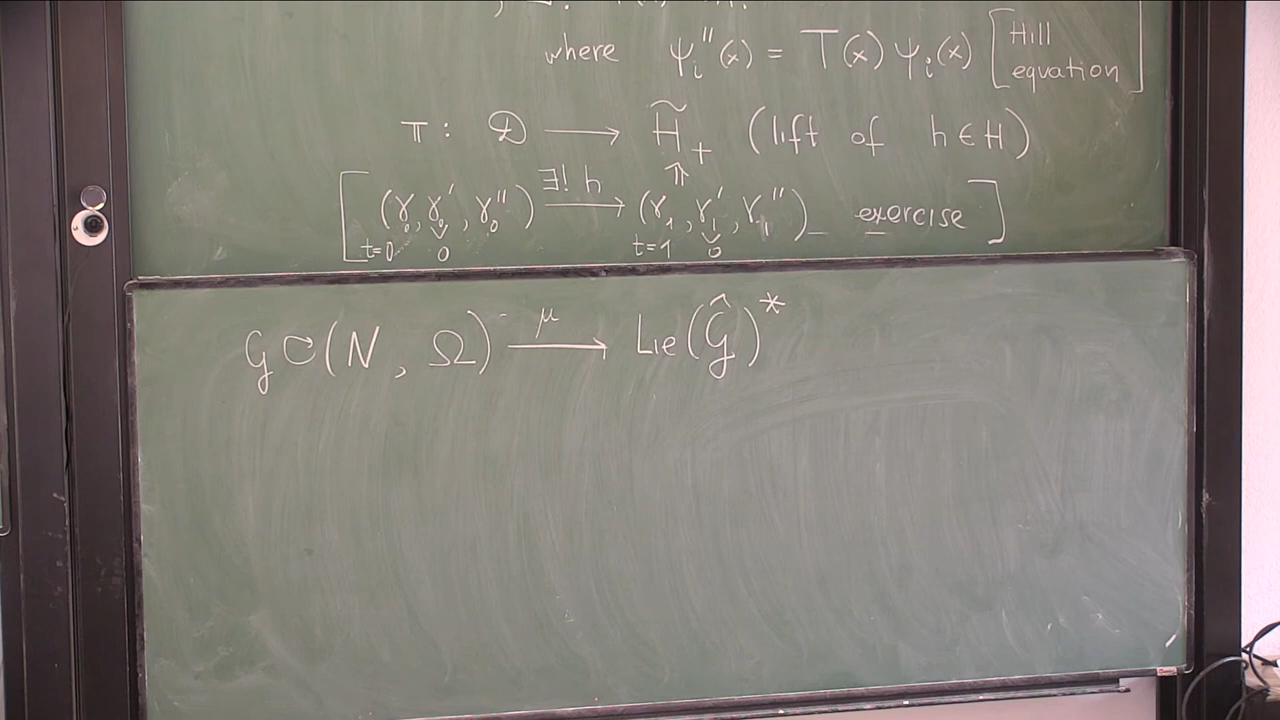 where ψᵢ''(x) = T(x) ψᵢ(x) [Hill equation]
π : 𝒟 ⟶ H̃₊ (lift of h ∈ H)
[(γ₀, γ₀', γ₀'') ∃! h ⟶ (γ₁, γ₁', γ₁'') _ exercise]
t=0 0 t=1 0
G ↻ (N, Ω) μ ⟶ Lie(Ĝ)*